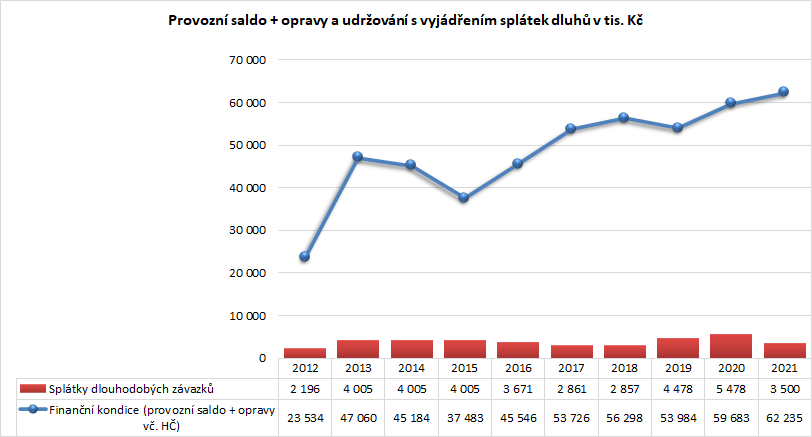 Provozní saldo + opravy a udržování s vyjádřením splátek dluhů v tis. Kč
70 000
60 000
50 000
40 000
30 000
20 000
10 000
0
2012 2013 2014 2015 2016 2017 2018 2019 2020 2021
Splátky dlouhodobých závazků 2 196 4 005 4 005 4 005 3 671 2 861 2 857 4 478 5 478 3 500
Finanční kondice (provozní saldo + opravy
vč. HČ) 23 534 47 060 45 184 37 483 45 546 53 726 56 298 53 984 59 683 62 235